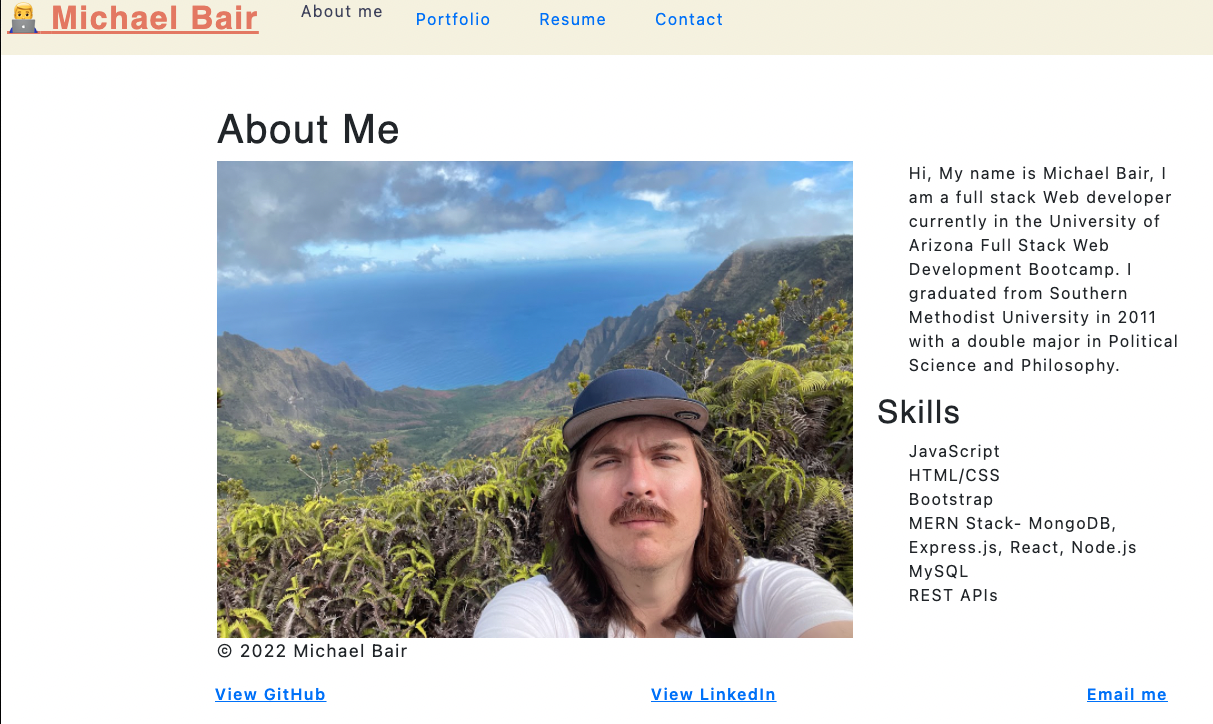 Michael Bair
About me
Portfolio
Resume
Contact
About Me
Hi, My name is Michael Bair, I
am a full stack Web developer
currently in the University of
Arizona Full Stack Web
Development Bootcamp. I
graduated from Southern
Methodist University in 2011
with a double major in Political
Science and Philosophy.
Skills
JavaScript
HTML/CSS
Bootstrap
MERN Stack- MongoDB,
Express.js, React, Node.js
MySQL
REST APIs
© 2022 Michael Bair
View GitHub
View LinkedIn
Email me